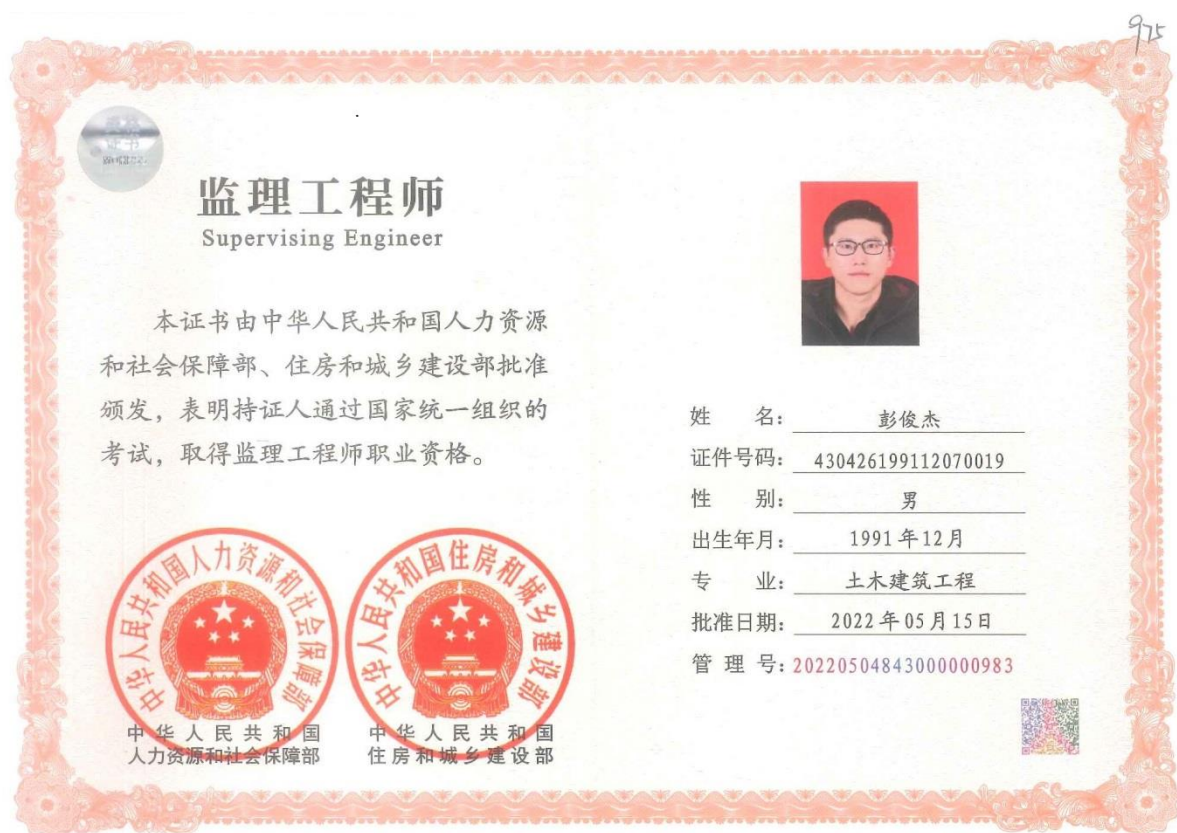 975
监理工程师
Supervising Engineer
本证书由中华人民共和国人力资源
和社会保障部、住房和城乡建设部批准
颁发，表明持证人通过国家统一组织的
考试，取得监理工程师职业资格。
姓 名： 彭俊杰
证件号码： 430426199112070019
性 别： 男
出生年月： 1991年12月
专 业： 土木建筑工程
批准日期： 2022年05月15日
管 理 号： 20220504843000000983
中华人民共和国人力资源和社会保障部
中华人民共和国住房和城乡建设部
中华人民共和国
人力资源和社会保障部
中华人民共和国
住房和城乡建设部